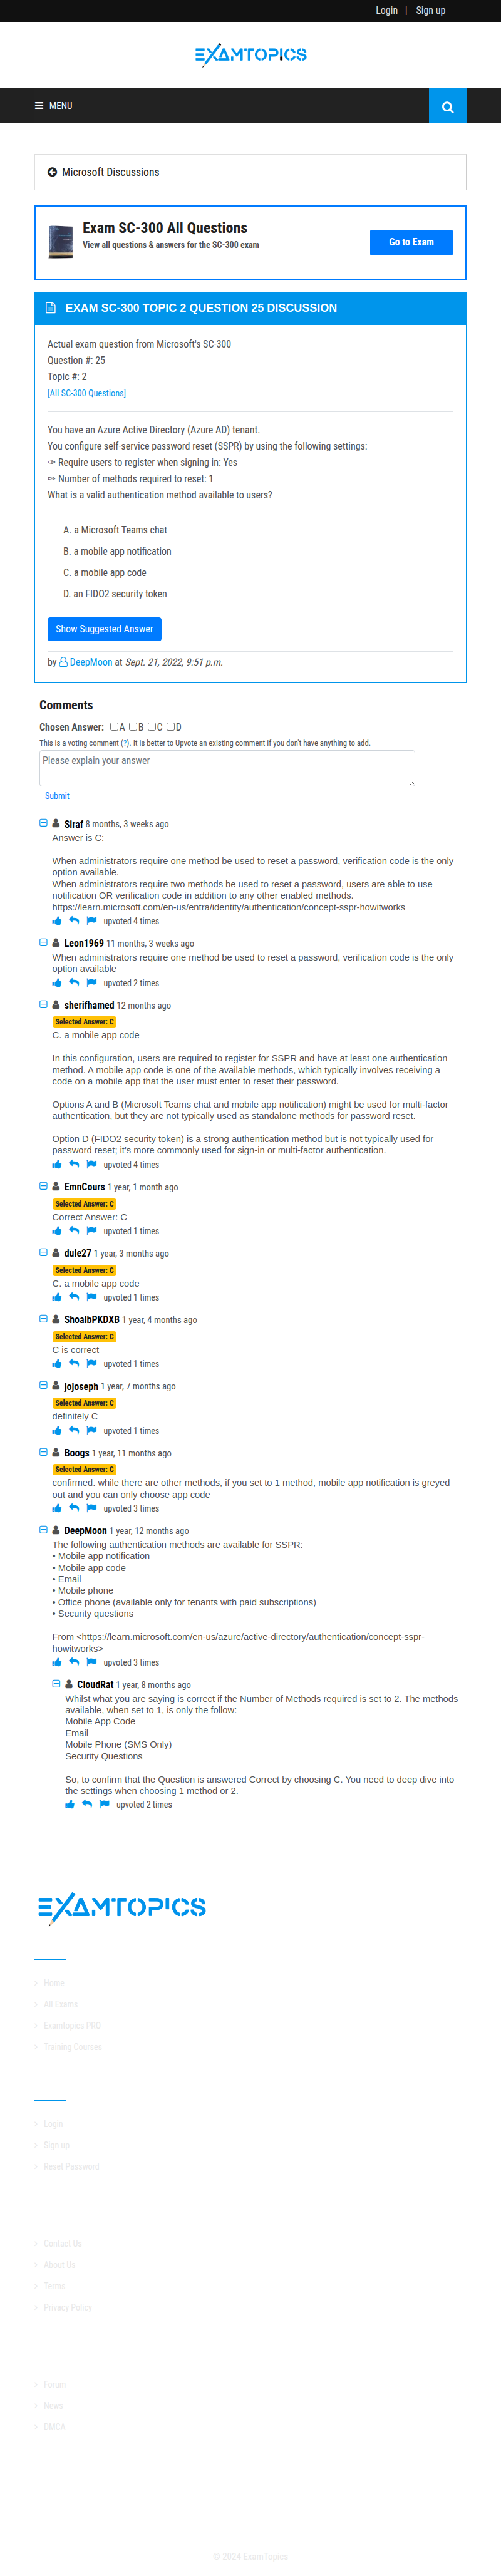 Login | Sign up
EXAMTOPICS
MENU
Microsoft Discussions
Exam SC-300 All Questions
View all questions & answers for the SC-300 exam
Go to Exam
EXAM SC-300 TOPIC 2 QUESTION 25 DISCUSSION
Actual exam question from Microsoft's SC-300
Question #: 25
Topic #: 2
[All SC-300 Questions]
You have an Azure Active Directory (Azure AD) tenant.
You configure self-service password reset (SSPR) by using the following settings:
✑ Require users to register when signing in: Yes
✑ Number of methods required to reset: 1
What is a valid authentication method available to users?
A. a Microsoft Teams chat
B. a mobile app notification
C. a mobile app code
D. an FIDO2 security token
Show Suggested Answer
by DeepMoon at Sept. 21, 2022, 9:51 p.m.
Comments
Chosen Answer: A B C D
This is a voting comment (?). It is better to Upvote an existing comment if you don't have anything to add.
Please explain your answer
Submit
Siraf 8 months, 3 weeks ago
Answer is C:
When administrators require one method be used to reset a password, verification code is the only
option available.
When administrators require two methods be used to reset a password, users are able to use
notification OR verification code in addition to any other enabled methods.
https://learn.microsoft.com/en-us/entra/identity/authentication/concept-sspr-howitworks
upvoted 4 times
Leon1969 11 months, 3 weeks ago
When administrators require one method be used to reset a password, verification code is the only
option available
upvoted 2 times
sherifhamed 12 months ago
Selected Answer: C
C. a mobile app code
In this configuration, users are required to register for SSPR and have at least one authentication
method. A mobile app code is one of the available methods, which typically involves receiving a
code on a mobile app that the user must enter to reset their password.
Options A and B (Microsoft Teams chat and mobile app notification) might be used for multi-factor
authentication, but they are not typically used as standalone methods for password reset.
Option D (FIDO2 security token) is a strong authentication method but is not typically used for
password reset; it's more commonly used for sign-in or multi-factor authentication.
upvoted 4 times
EmnCours 1 year, 1 month ago
Selected Answer: C
Correct Answer: C
upvoted 1 times
dule27 1 year, 3 months ago
Selected Answer: C
C. a mobile app code
upvoted 1 times
ShoaibPKDXB 1 year, 4 months ago
Selected Answer: C
C is correct
upvoted 1 times
jojoseph 1 year, 7 months ago
Selected Answer: C
definitely C
upvoted 1 times
Boogs 1 year, 11 months ago
Selected Answer: C
confirmed. while there are other methods, if you set to 1 method, mobile app notification is greyed
out and you can only choose app code
upvoted 3 times
DeepMoon 1 year, 12 months ago
The following authentication methods are available for SSPR:
• Mobile app notification
• Mobile app code
• Email
• Mobile phone
• Office phone (available only for tenants with paid subscriptions)
• Security questions
From <https://learn.microsoft.com/en-us/azure/active-directory/authentication/concept-sspr-
howitworks>
upvoted 3 times
CloudRat 1 year, 8 months ago
Whilst what you are saying is correct if the Number of Methods required is set to 2. The methods
available, when set to 1, is only the follow:
Mobile App Code
Email
Mobile Phone (SMS Only)
Security Questions
So, to confirm that the Question is answered Correct by choosing C. You need to deep dive into
the settings when choosing 1 method or 2.
upvoted 2 times
EXAMTOPICS
Home
All Exams
Examtopics PRO
Training Courses
Login
Sign up
Reset Password
Contact Us
About Us
Terms
Privacy Policy
Forum
News
DMCA
© 2024 ExamTopics